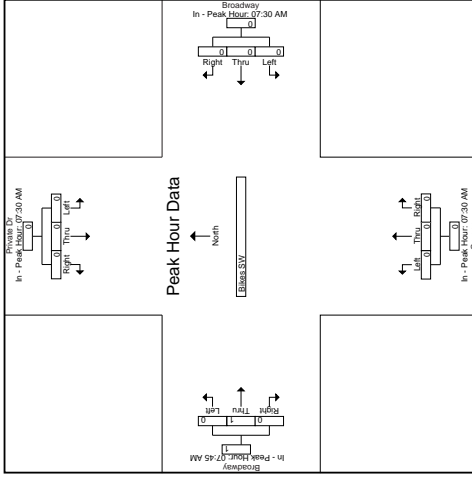 Broadway
In - Peak Hour: 07:30 AM
0
0 0 0
Right Thru Left
Private Dr
In - Peak Hour: 07:30 AM
0
0 0 0
Left Thru Right
Peak Hour Data
North
Bikes SW
Right Thru Left
0 0 0
0
In - Peak Hour: 07:30 AM
Left Thru Right
0 1 0
1
In - Peak Hour: 07:45 AM
Broadway